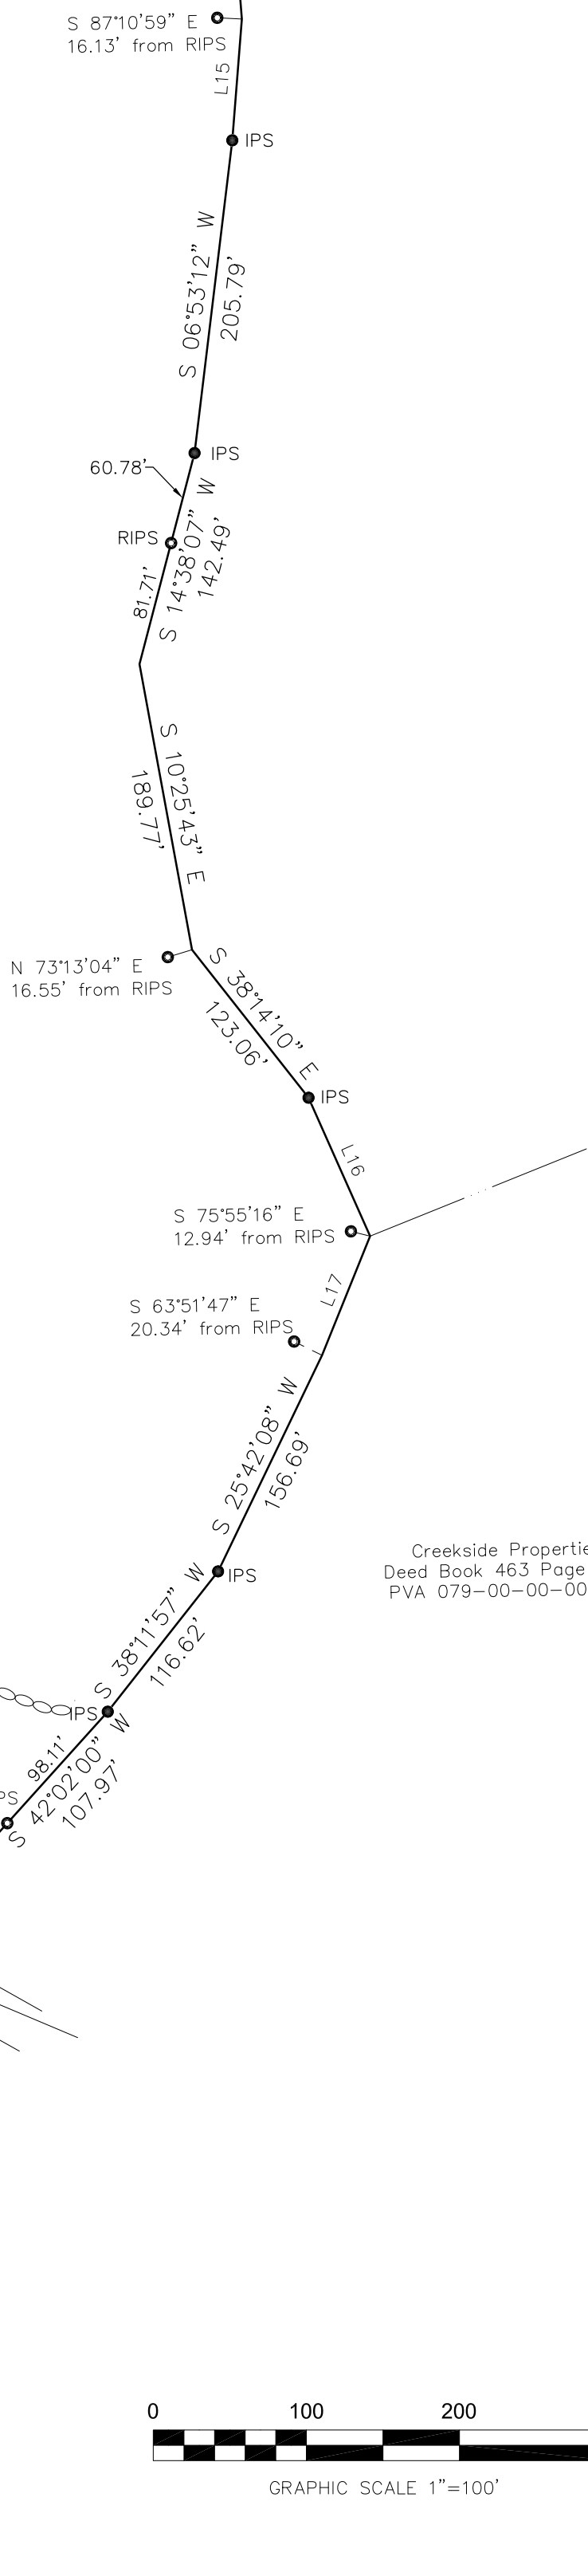 S 87°10'59" E
16.13' from RIPS
L15
IPS
S 06°53'12" W
205.79'
IPS
60.78'
RIPS
S 14°38'07" W
142.49'
81.71'
S 10°25'43" E
189.77'
N 73°13'04" E
16.55' from RIPS
S 38°14'10" E
123.06'
IPS
L16
S 75°55'16" E
12.94' from RIPS
L17
S 63°51'47" E
20.34' from RIPS
S 25°42'08" W
156.69'
Creekside Propertie
Deed Book 463 Page
PVA 079-00-00-00
IPS
S 38°11'57" W
116.62'
IPS
98.11'
S 42°02'00" W
107.97'
PS
0 100 200
GRAPHIC SCALE 1"=100'